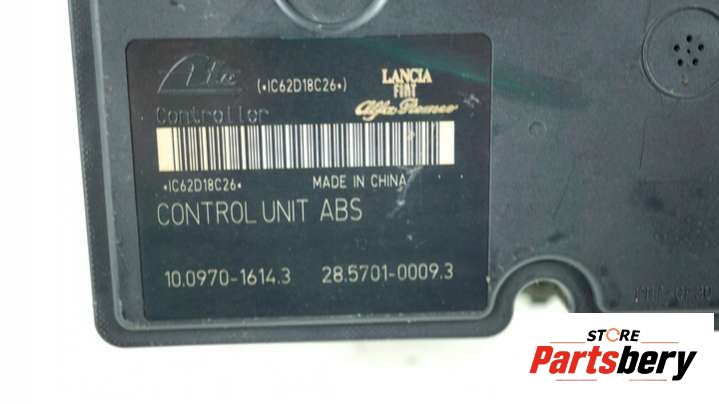 Ate (•IC62D18C26•) LANCIA
FIAT
Controller Alfa Romeo
•IC62D18C26• MADE IN CHINA
CONTROL UNIT ABS
10.0970-1614.3 28.5701-0009.3
STORE
Partsbery